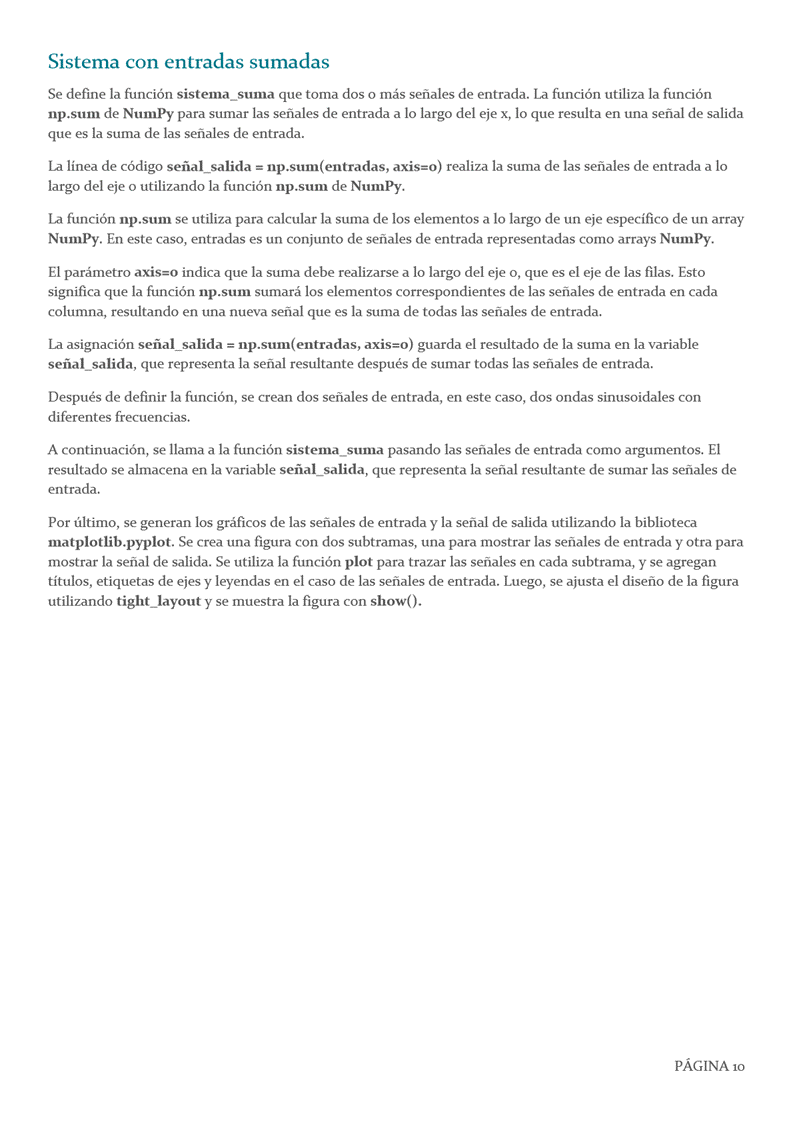 Sistema con entradas sumadas
Se define la función sistema_suma que toma dos o más señales de entrada. La función utiliza la función
np.sum de NumPy para sumar las señales de entrada a lo largo del eje x, lo que resulta en una señal de salida
que es la suma de las señales de entrada.
La línea de código señal_salida = np.sum(entradas, axis=0) realiza la suma de las señales de entrada a lo
largo del eje 0 utilizando la función np.sum de NumPy.
La función np.sum se utiliza para calcular la suma de los elementos a lo largo de un eje específico de un array
NumPy. En este caso, entradas es un conjunto de señales de entrada representadas como arrays NumPy.
El parámetro axis=0 indica que la suma debe realizarse a lo largo del eje 0, que es el eje de las filas. Esto
significa que la función np.sum sumará los elementos correspondientes de las señales de entrada en cada
columna, resultando en una nueva señal que es la suma de todas las señales de entrada.
La asignación señal_salida = np.sum(entradas, axis=0) guarda el resultado de la suma en la variable
señal_salida, que representa la señal resultante después de sumar todas las señales de entrada.
Después de definir la función, se crean dos señales de entrada, en este caso, dos ondas sinusoidales con
diferentes frecuencias.
A continuación, se llama a la función sistema_suma pasando las señales de entrada como argumentos. El
resultado se almacena en la variable señal_salida, que representa la señal resultante de sumar las señales de
entrada.
Por último, se generan los gráficos de las señales de entrada y la señal de salida utilizando la biblioteca
matplotlib.pyplot. Se crea una figura con dos subtramas, una para mostrar las señales de entrada y otra para
mostrar la señal de salida. Se utiliza la función plot para trazar las señales en cada subtrama, y se agregan
títulos, etiquetas de ejes y leyendas en el caso de las señales de entrada. Luego, se ajusta el diseño de la figura
utilizando tight_layout y se muestra la figura con show().
PÁGINA 10